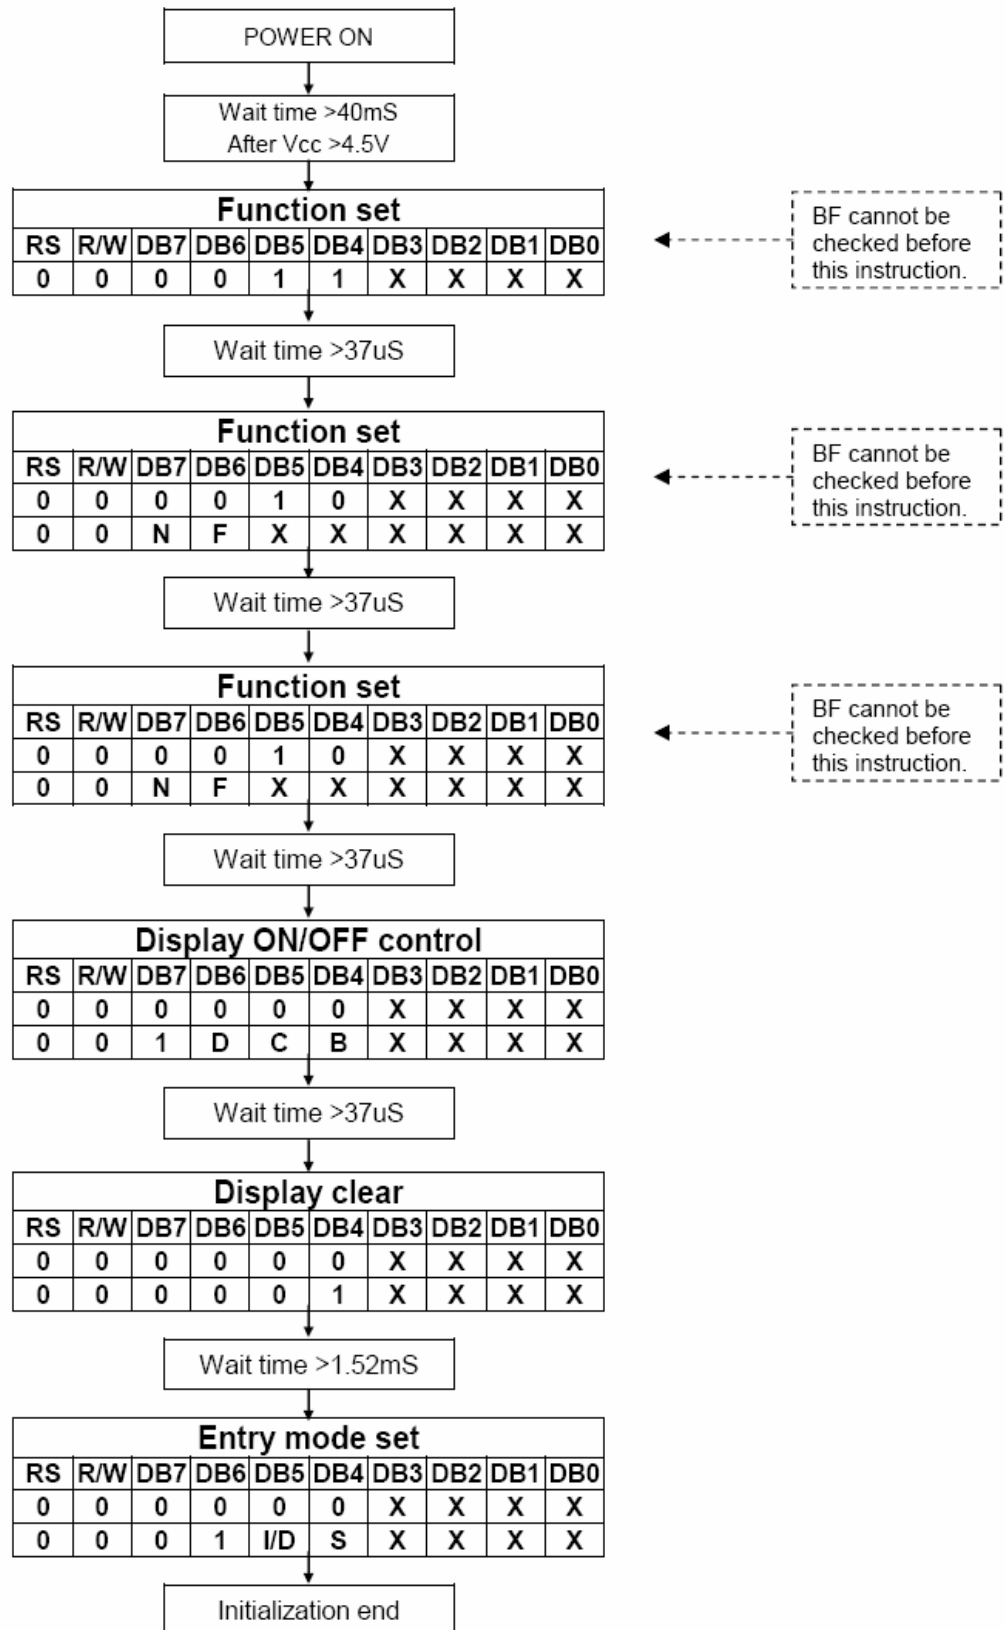 POWER ON
Wait time >40mS
After Vcc >4.5V
Function set
RS R/W DB7 DB6 DB5 DB4 DB3 DB2 DB1 DB0
0 0 0 0 1 1 X X X X
BF cannot be
checked before
this instruction.
Wait time >37uS
Function set
RS R/W DB7 DB6 DB5 DB4 DB3 DB2 DB1 DB0
0 0 0 0 1 0 X X X X
0 0 N F X X X X X X
BF cannot be
checked before
this instruction.
Wait time >37uS
Function set
RS R/W DB7 DB6 DB5 DB4 DB3 DB2 DB1 DB0
0 0 0 0 1 0 X X X X
0 0 N F X X X X X X
BF cannot be
checked before
this instruction.
Wait time >37uS
Display ON/OFF control
RS R/W DB7 DB6 DB5 DB4 DB3 DB2 DB1 DB0
0 0 0 0 0 0 X X X X
0 0 1 D C B X X X X
Wait time >37uS
Display clear
RS R/W DB7 DB6 DB5 DB4 DB3 DB2 DB1 DB0
0 0 0 0 0 0 X X X X
0 0 0 0 0 1 X X X X
Wait time >1.52mS
Entry mode set
RS R/W DB7 DB6 DB5 DB4 DB3 DB2 DB1 DB0
0 0 0 0 0 0 X X X X
0 0 0 1 I/D S X X X X
Initialization end